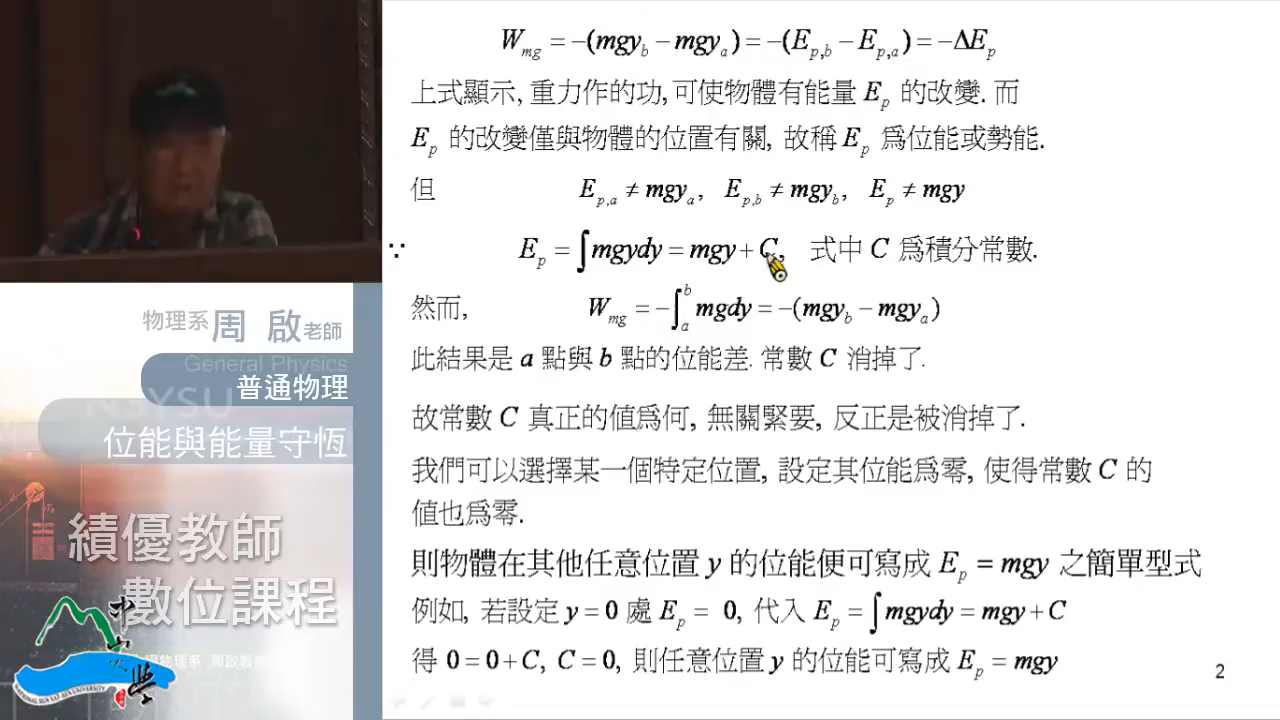 W_mg = -(mgy_b - mgy_a) = -(E_p,b - E_p,a) = -ΔE_p
上式顯示, 重力作的功, 可使物體有能量 E_p 的改變. 而
E_p 的改變僅與物體的位置有關, 故稱 E_p 爲位能或勢能.
但 E_p,a ≠ mgy_a, E_p,b ≠ mgy_b, E_p ≠ mgy
∵ E_p = ∫mgydy = mgy + C, 式中 C 爲積分常數.
然而, W_mg = -∫_a^b mgdy = -(mgy_b - mgy_a)
此結果是 a 點與 b 點的位能差. 常數 C 消掉了.
故常數 C 真正的值爲何, 無關緊要, 反正是被消掉了.
我們可以選擇某一個特定位置, 設定其位能爲零, 使得常數 C 的
值也爲零.
則物體在其他任意位置 y 的位能便可寫成 E_p = mgy 之簡單型式
例如, 若設定 y = 0 處 E_p = 0, 代入 E_p = ∫mgydy = mgy + C
得 0 = 0 + C, C = 0, 則任意位置 y 的位能可寫成 E_p = mgy
2
物理系 周 啟 老師
General Physics
普通物理
NSYSU
位能與能量守恆
績優教師
數位課程
中山大學
NATIONAL SUN YAT-SEN UNIVERSITY